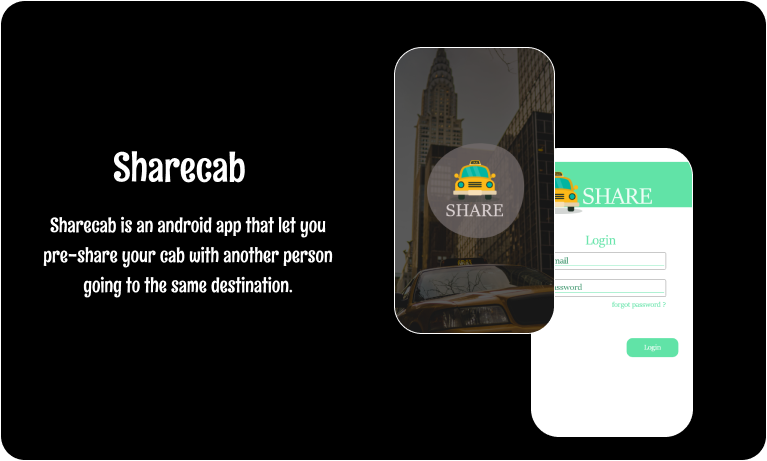 Sharecab
Sharecab is an android app that let you
pre-share your cab with another person
going to the same destination.
SHARE
SHARE
Login
mail
assword
forgot password ?
Login